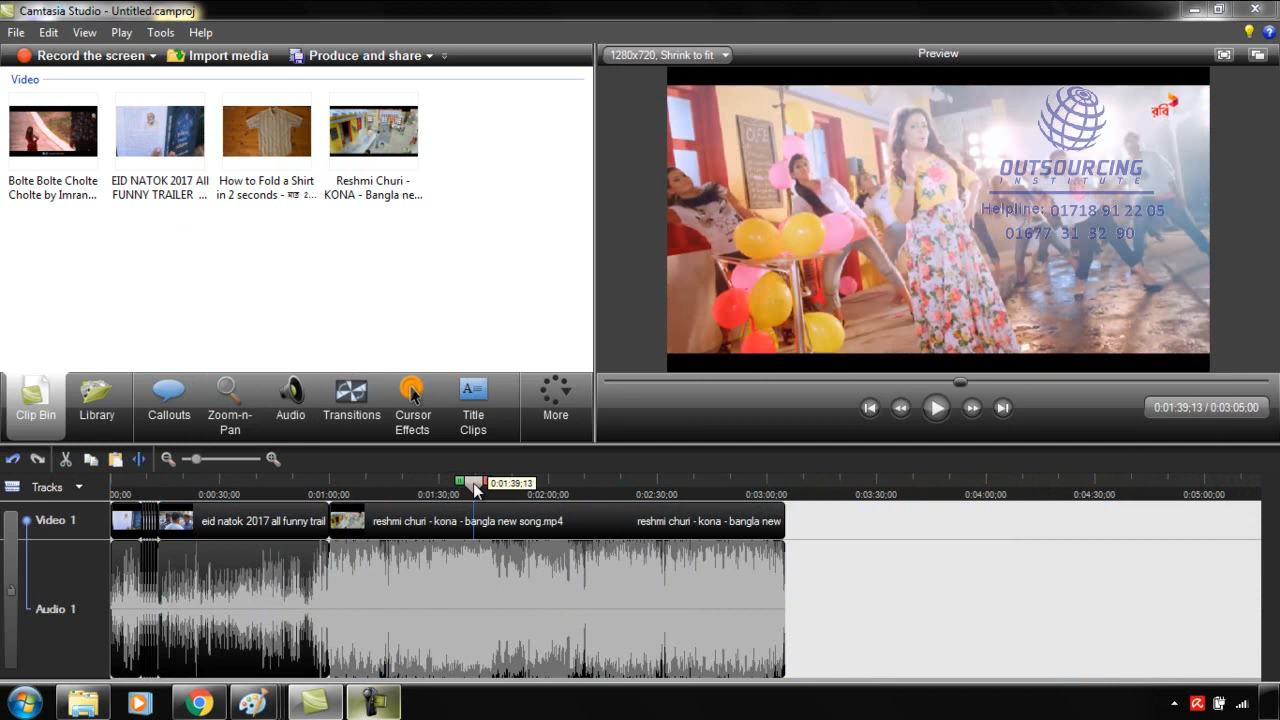 Camtasia Studio - Untitled.camproj
File Edit View Play Tools Help
Record the screen Import media Produce and share
1280x720, Shrink to fit
Preview
Video
Bolte Bolte Cholte
Cholte by Imran...
EID NATOK 2017 All
FUNNY TRAILER ...
How to Fold a Shirt
in 2 seconds - 
Reshmi Churi -
KONA - Bangla ne...
রবি
OUTSOURCING
INSTITUTE
Helpline: 01718 91 22 05
01677 31 32 90
Clip Bin
Library
Callouts
Zoom-n-
Pan
Audio
Transitions
Cursor
Effects
Title
Clips
More
0:01:39;13 / 0:03:05:00
Tracks
0:01:39;13
00;00 0:00:30;00 0:01:00;00 0:01:30;00 0:02:00;00 0:02:30;00 0:03:00;00 0:03:30;00 0:04:00;00 0:04:30;00 0:05:00;00
Video 1
eid natok 2017 all funny trail
reshmi churi - kona - bangla new song.mp4
reshmi churi - kona - bangla new
Audio 1